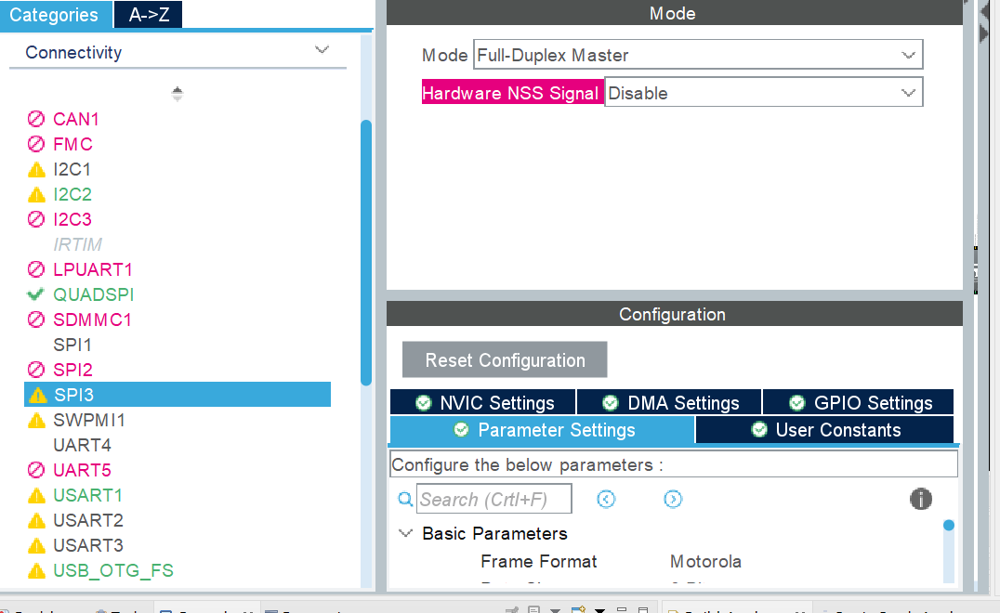 Categories
A->Z
Connectivity
CAN1
FMC
I2C1
I2C2
I2C3
IRTIM
LPUART1
QUADSPI
SDMMC1
SPI1
SPI2
SPI3
SWPMI1
UART4
UART5
USART1
USART2
USART3
USB_OTG_FS
Mode
Mode Full-Duplex Master
Hardware NSS Signal Disable
Configuration
Reset Configuration
NVIC Settings
DMA Settings
GPIO Settings
Parameter Settings
User Constants
Configure the below parameters :
Search (Crtl+F)
Basic Parameters
Frame Format Motorola